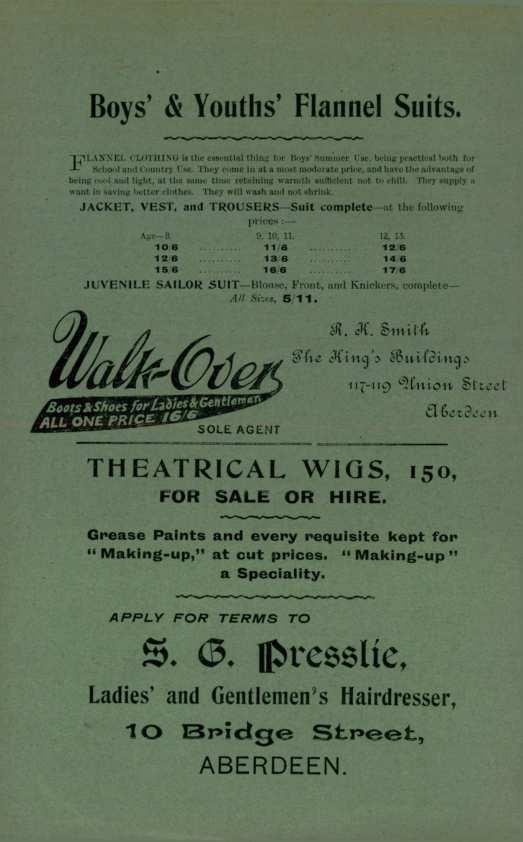 Boys' & Youths' Flannel Suits.
FLANNEL CLOTHING is the essential thing for Boys' Summer Use, being practical both for
School and Country Use. They come in at a most moderate price, and have the advantage of
being cool and light, at the same time retaining warmth sufficient not to chill. They supply a
want in saving better clothes. They will wash and not shrink.
JACKET, VEST, and TROUSERS—Suit complete—at the following
prices :—
Age—8. 9, 10, 11. 12, 13.
10/6 .......... 11/6 .......... 12/6
12/6 .......... 13/6 .......... 14/6
15/6 .......... 16/6 .......... 17/6
JUVENILE SAILOR SUIT—Blouse, Front, and Knickers, complete—
All Sizes, 5/11.
Walk-Over
Boots & Shoes for Ladies & Gentlemen
ALL ONE PRICE 16/6
SOLE AGENT
R. H. Smith
The King's Buildings
117-119 Union Street
Aberdeen
THEATRICAL WIGS, 150,
FOR SALE OR HIRE.
Grease Paints and every requisite kept for
"Making-up," at cut prices. "Making-up"
a Speciality.
APPLY FOR TERMS TO
S. G. Presslie,
Ladies' and Gentlemen's Hairdresser,
10 Bridge Street,
ABERDEEN.